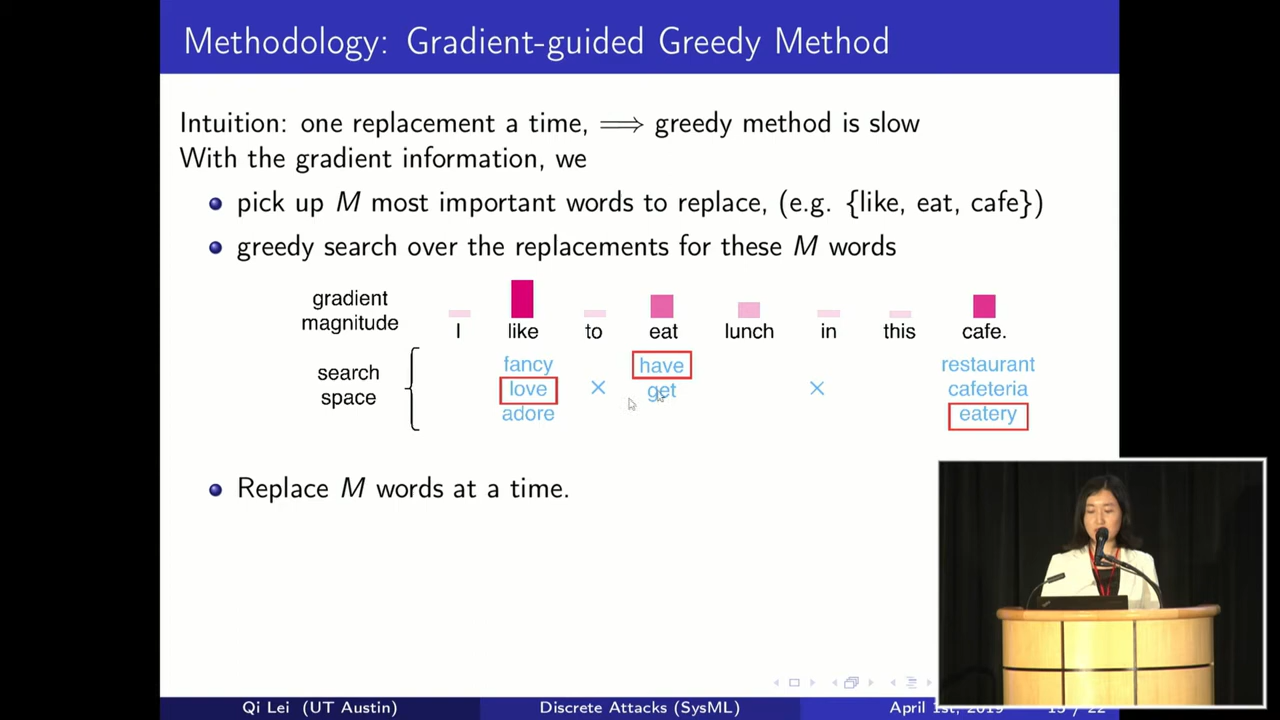 Methodology: Gradient-guided Greedy Method
Intuition: one replacement a time, ⟹ greedy method is slow
With the gradient information, we
pick up M most important words to replace, (e.g. {like, eat, cafe})
greedy search over the replacements for these M words
gradient
magnitude
I like to eat lunch in this cafe.
search
space
fancy have restaurant
love × get × cafeteria
adore eatery
Replace M words at a time.
Qi Lei (UT Austin) Discrete Attacks (SysML) April 1st, 2019 / 22